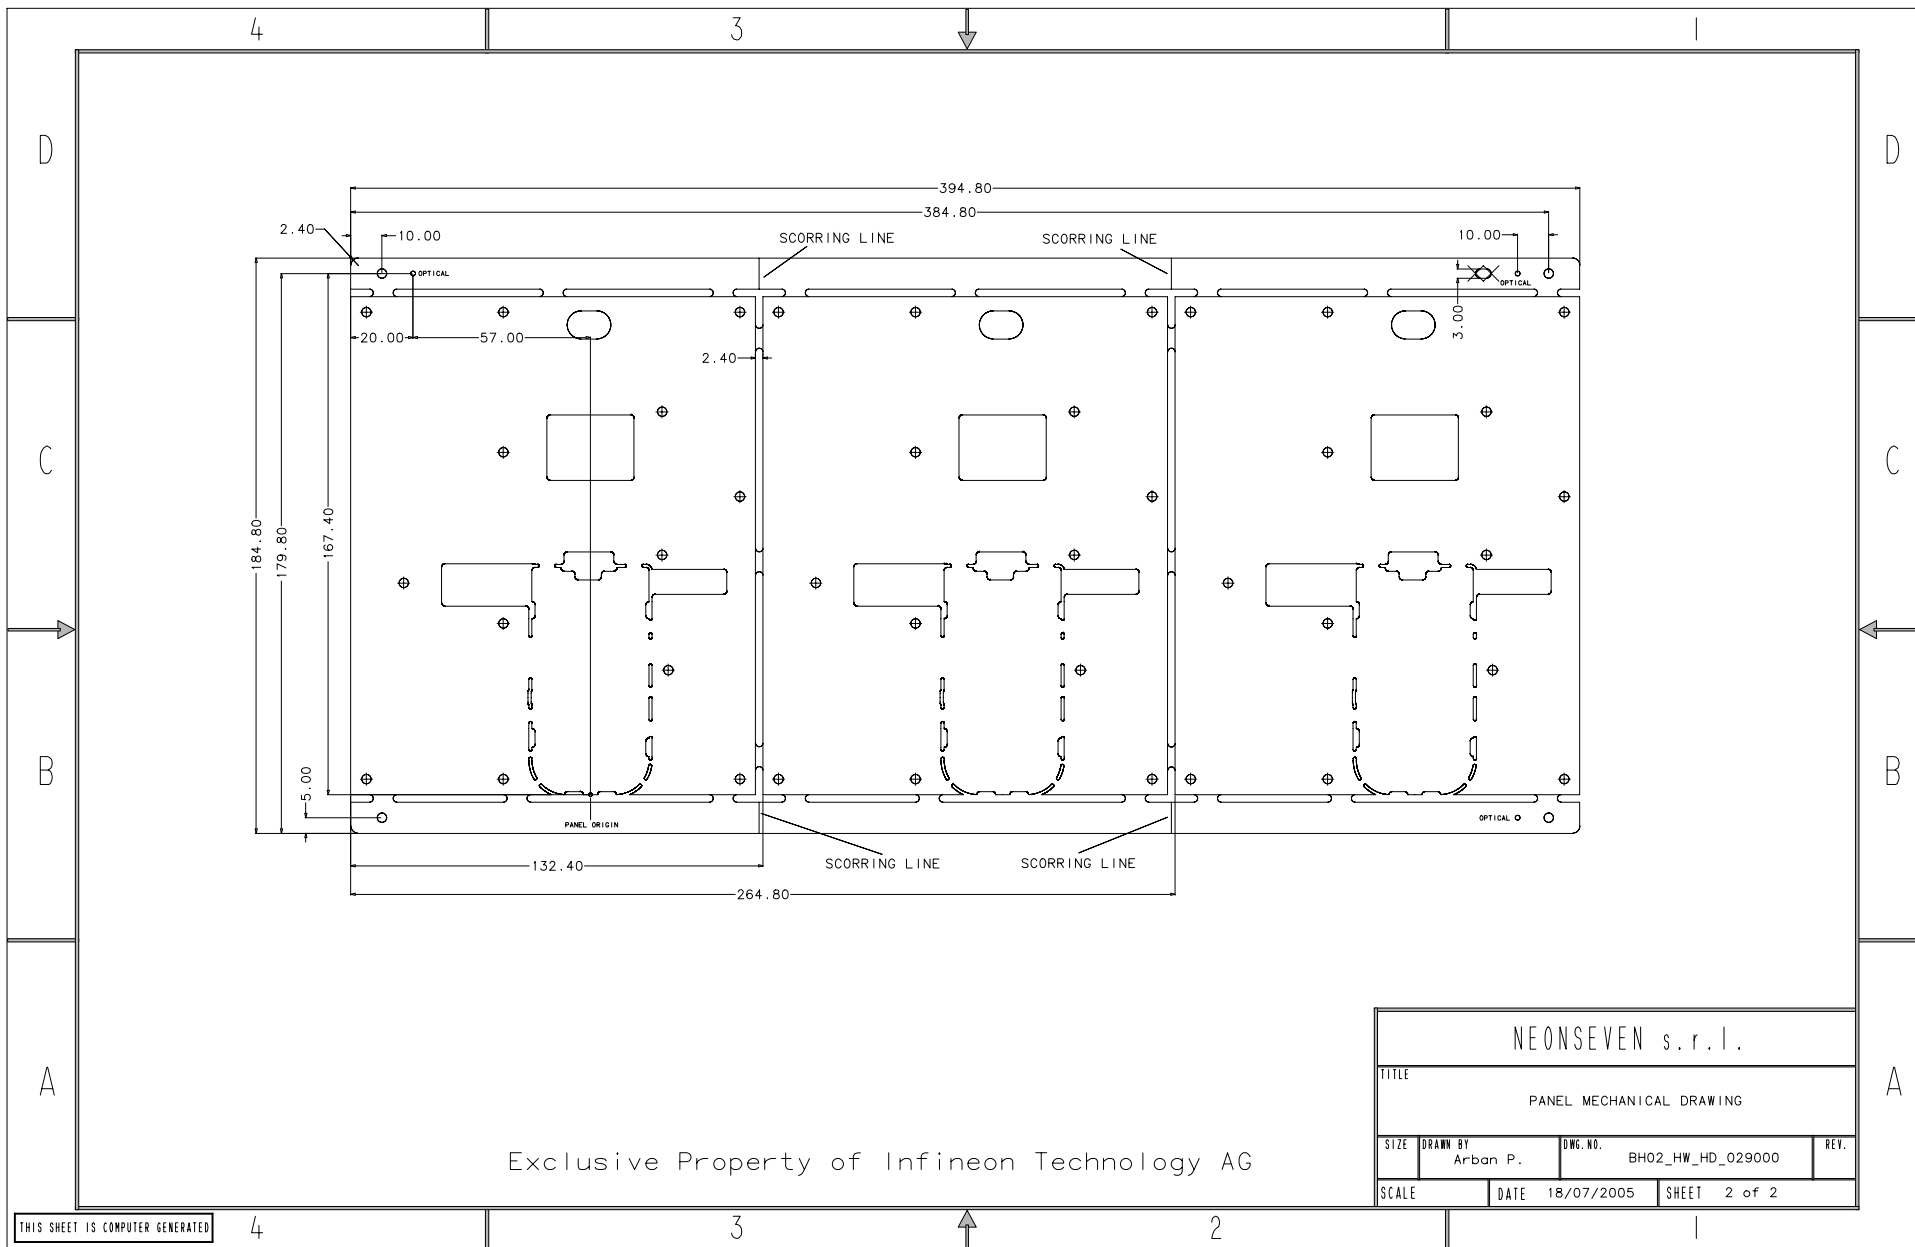 4 3 1
D D
394.80
384.80
2.40 10.00 SCORRING LINE SCORRING LINE 10.00
OPTICAL OPTICAL
3.00
20.00 57.00
2.40
C C
184.80 179.80 167.40
B B
5.00
PANEL ORIGIN OPTICAL
132.40 SCORRING LINE SCORRING LINE
264.80
A A
NEONSEVEN s.r.l.
TITLE
PANEL MECHANICAL DRAWING
SIZE DRAWN BY DWG.NO. REV.
Arban P. BH02_HW_HD_029000
SCALE DATE 18/07/2005 SHEET 2 of 2
Exclusive Property of Infineon Technology AG
THIS SHEET IS COMPUTER GENERATED
4 3 2 1